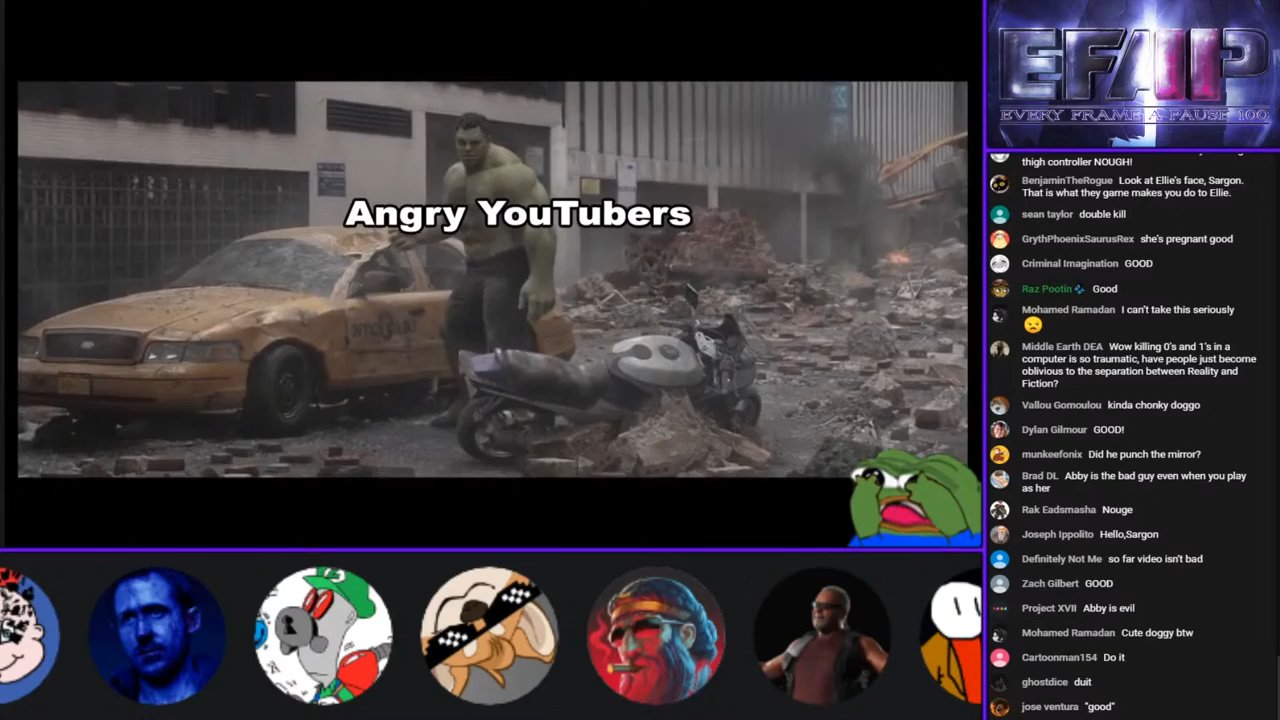 Angry YouTubers
EFAP
EVERY FRAME A PAUSE 100
thigh controller NOUGH!
BenjaminTheRogue Look at Ellie's face, Sargon.
That is what they game makes you do to Ellie.
sean taylor double kill
GrythPhoenixSaurusRex she's pregnant good
Criminal Imagination GOOD
Raz Pootin Good
Mohamed Ramadan I can't take this seriously
Middle Earth DEA Wow killing 0's and 1's in a
computer is so traumatic, have people just become
oblivious to the separation between Reality and
Fiction?
Vallou Gomoulou kinda chonky doggo
Dylan Gilmour GOOD!
munkeefonix Did he punch the mirror?
Brad DL Abby is the bad guy even when you play
as her
Rak Eadsmasha Nouge
Joseph Ippolito Hello,Sargon
Definitely Not Me so far video isn't bad
Zach Gilbert GOOD
Project XVII Abby is evil
Mohamed Ramadan Cute doggy btw
Cartoonman154 Do it
ghostdice duit
jose ventura "good"